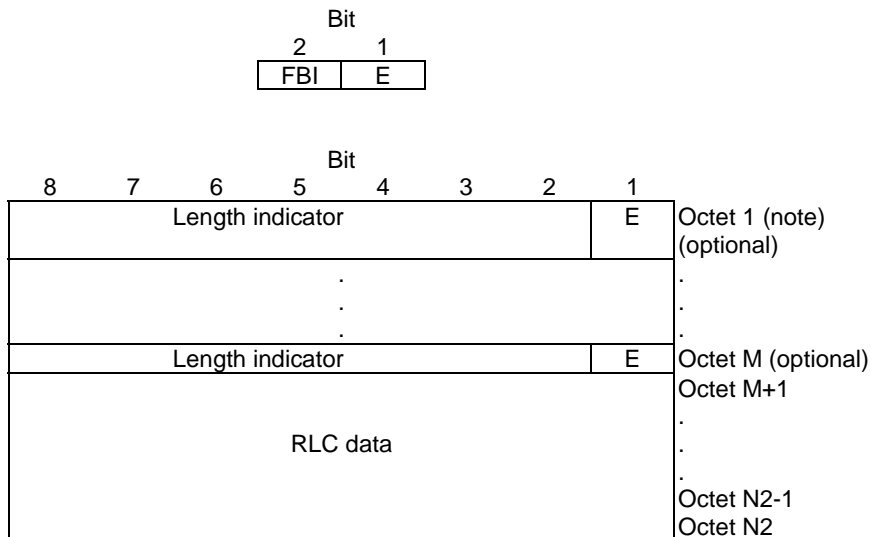 Bit
2 1
FBI E
Bit
8 7 6 5 4 3 2 1
Length indicator E Octet 1 (note)
(optional)
. .
. .
. .
Length indicator E Octet M (optional)
Octet M+1
.
RLC data .
.
Octet N2-1
Octet N2